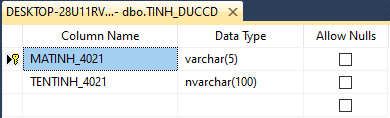 DESKTOP-28U11RV...- dbo.TINH_DUCCD
Column Name Data Type Allow Nulls
MATINH_4021 varchar(5)
TENTINH_4021 nvarchar(100)